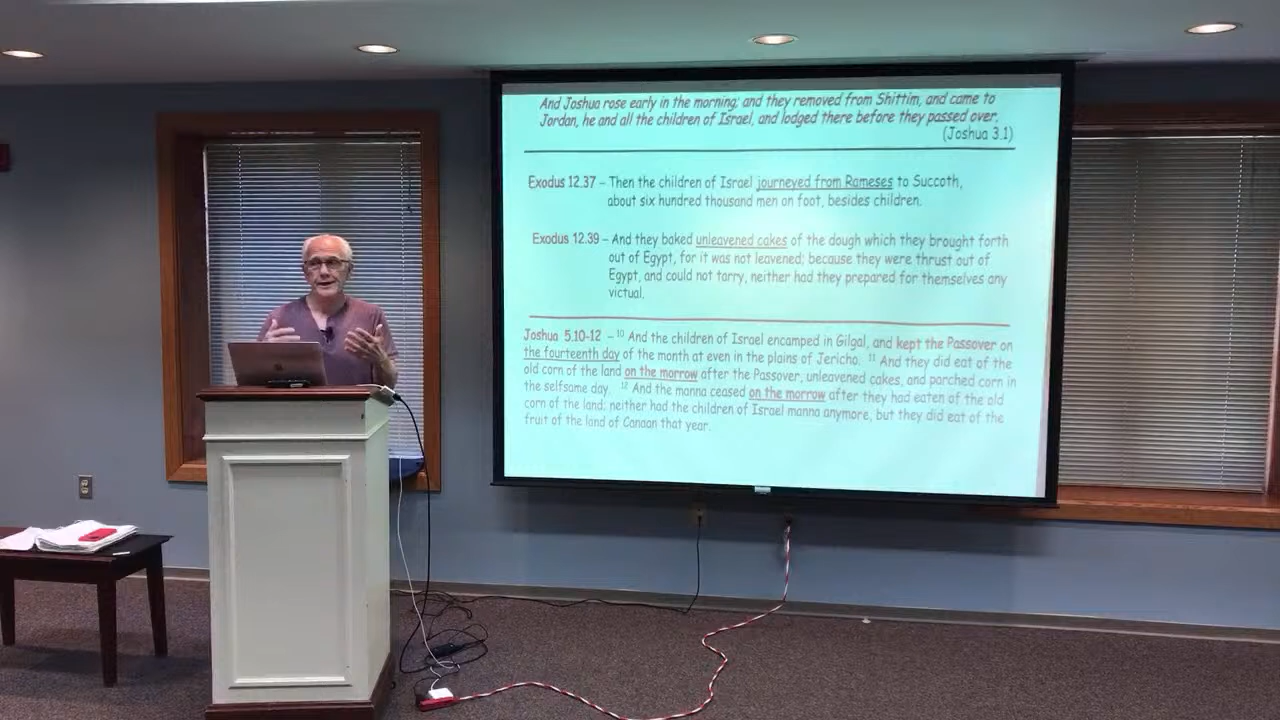 And Joshua rose early in the morning; and they removed from Shittim, and came to
Jordan, he and all the children of Israel, and lodged there before they passed over.
(Joshua 3.1)
Exodus 12.37 – Then the children of Israel journeyed from Rameses to Succoth,
about six hundred thousand men on foot, besides children.
Exodus 12.39 – And they baked unleavened cakes of the dough which they brought forth
out of Egypt, for it was not leavened; because they were thrust out of
Egypt, and could not tarry, neither had they prepared for themselves any
victual.
Joshua 5.10-12 – 10 And the children of Israel encamped in Gilgal, and kept the Passover on
the fourteenth day of the month at even in the plains of Jericho. 11 And they did eat of the
old corn of the land on the morrow after the Passover, unleavened cakes, and parched corn in
the selfsame day. 12 And the manna ceased on the morrow after they had eaten of the old
corn of the land; neither had the children of Israel manna anymore, but they did eat of the
fruit of the land of Canaan that year.